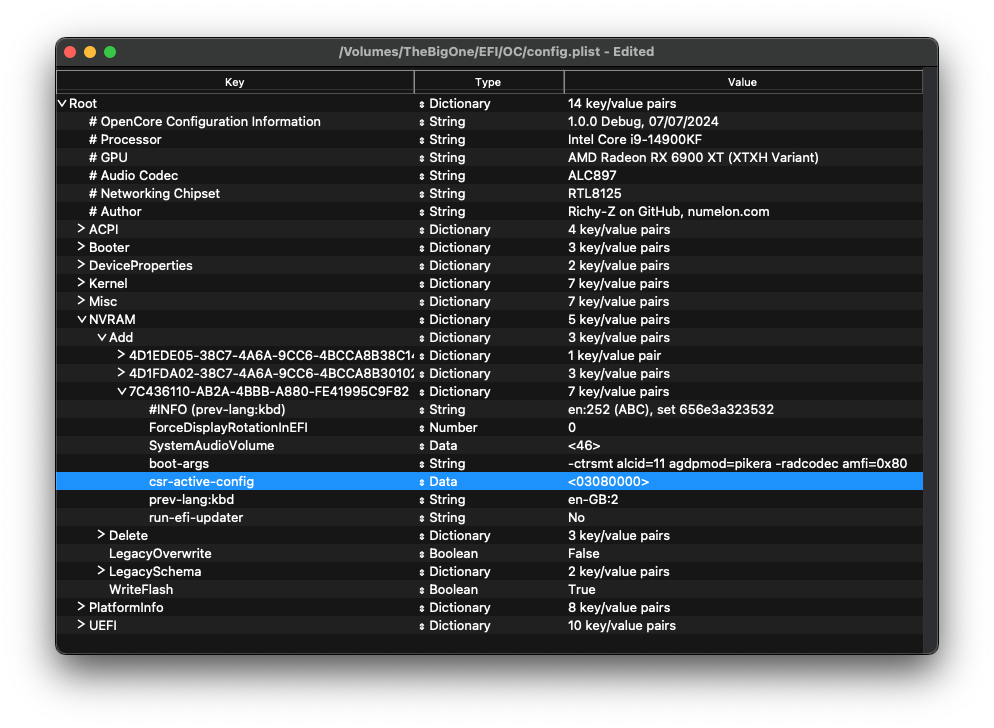 /Volumes/TheBigOne/EFI/OC/config.plist - Edited
Key Type Value
Root Dictionary 14 key/value pairs
# OpenCore Configuration Information String 1.0.0 Debug, 07/07/2024
# Processor String Intel Core i9-14900KF
# GPU String AMD Radeon RX 6900 XT (XTXH Variant)
# Audio Codec String ALC897
# Networking Chipset String RTL8125
# Author String Richy-Z on GitHub, numelon.com
ACPI Dictionary 4 key/value pairs
Booter Dictionary 3 key/value pairs
DeviceProperties Dictionary 2 key/value pairs
Kernel Dictionary 7 key/value pairs
Misc Dictionary 7 key/value pairs
NVRAM Dictionary 5 key/value pairs
Add Dictionary 3 key/value pairs
4D1EDE05-38C7-4A6A-9CC6-4BCCA8B38C14 Dictionary 1 key/value pair
4D1FDA02-38C7-4A6A-9CC6-4BCCA8B30102 Dictionary 3 key/value pairs
7C436110-AB2A-4BBB-A880-FE41995C9F82 Dictionary 7 key/value pairs
#INFO (prev-lang:kbd) String en:252 (ABC), set 656e3a323532
ForceDisplayRotationInEFI Number 0
SystemAudioVolume Data <46>
boot-args String -ctrsmt alcid=11 agdpmod=pikera -radcodec amfi=0x80
csr-active-config Data <03080000>
prev-lang:kbd String en-GB:2
run-efi-updater String No
Delete Dictionary 3 key/value pairs
LegacyOverwrite Boolean False
LegacySchema Dictionary 2 key/value pairs
WriteFlash Boolean True
PlatformInfo Dictionary 8 key/value pairs
UEFI Dictionary 10 key/value pairs